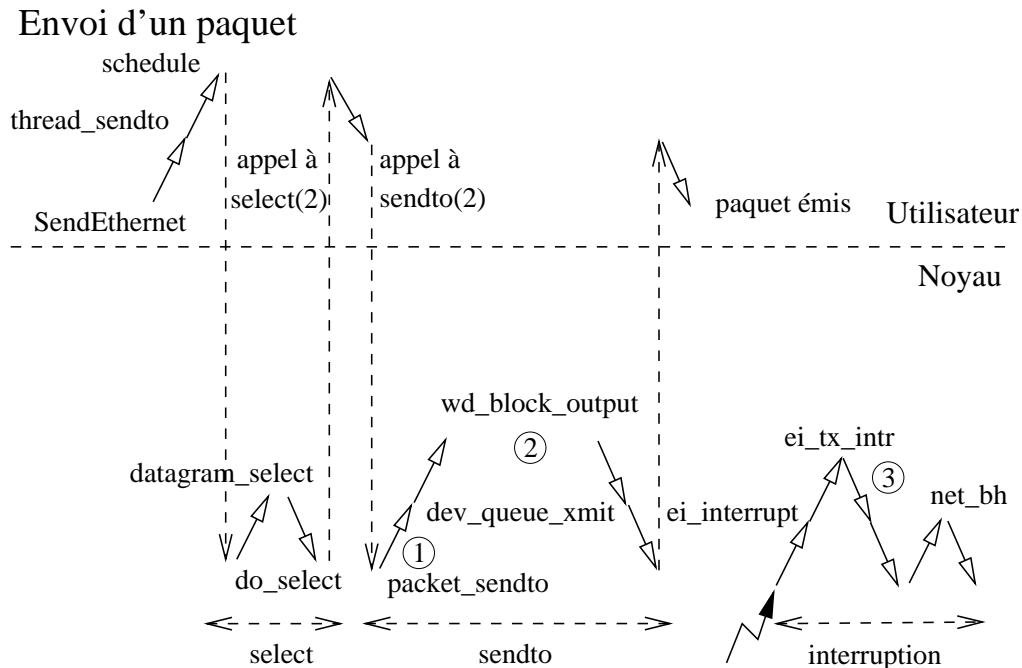 Envoi d'un paquet
schedule
thread_sendto
appel à
select(2)
appel à
sendto(2)
SendEthernet
paquet émis
Utilisateur
Noyau
wd_block_output
2
ei_tx_intr
3
datagram_select
dev_queue_xmit
ei_interrupt
net_bh
1
do_select
packet_sendto
select
sendto
interruption